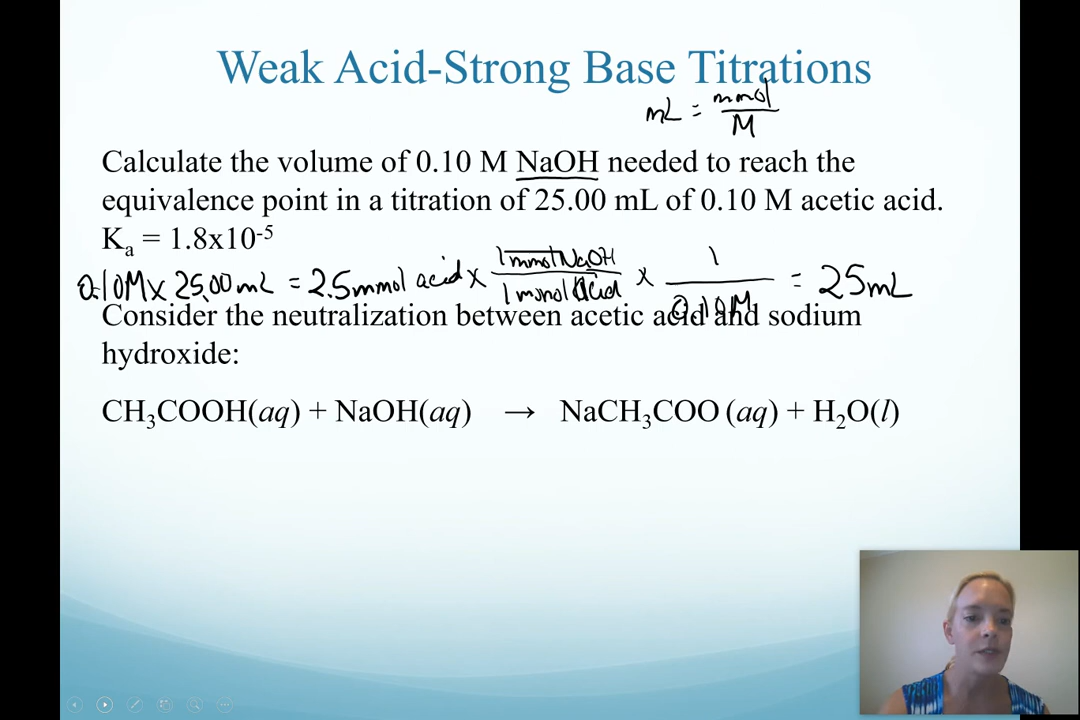 Weak Acid-Strong Base Titrations
mL = mmol / M
Calculate the volume of 0.10 M NaOH needed to reach the
equivalence point in a titration of 25.00 mL of 0.10 M acetic acid.
Kₐ = 1.8x10⁻⁵
0.10M x 25.00 mL = 2.5 mmol acid x 1 mmol NaOH / 1 mmol Acid x 1 / 0.10M = 25 mL
Consider the neutralization between acetic acid and sodium
hydroxide:
CH₃COOH(aq) + NaOH(aq) → NaCH₃COO (aq) + H₂O(l)